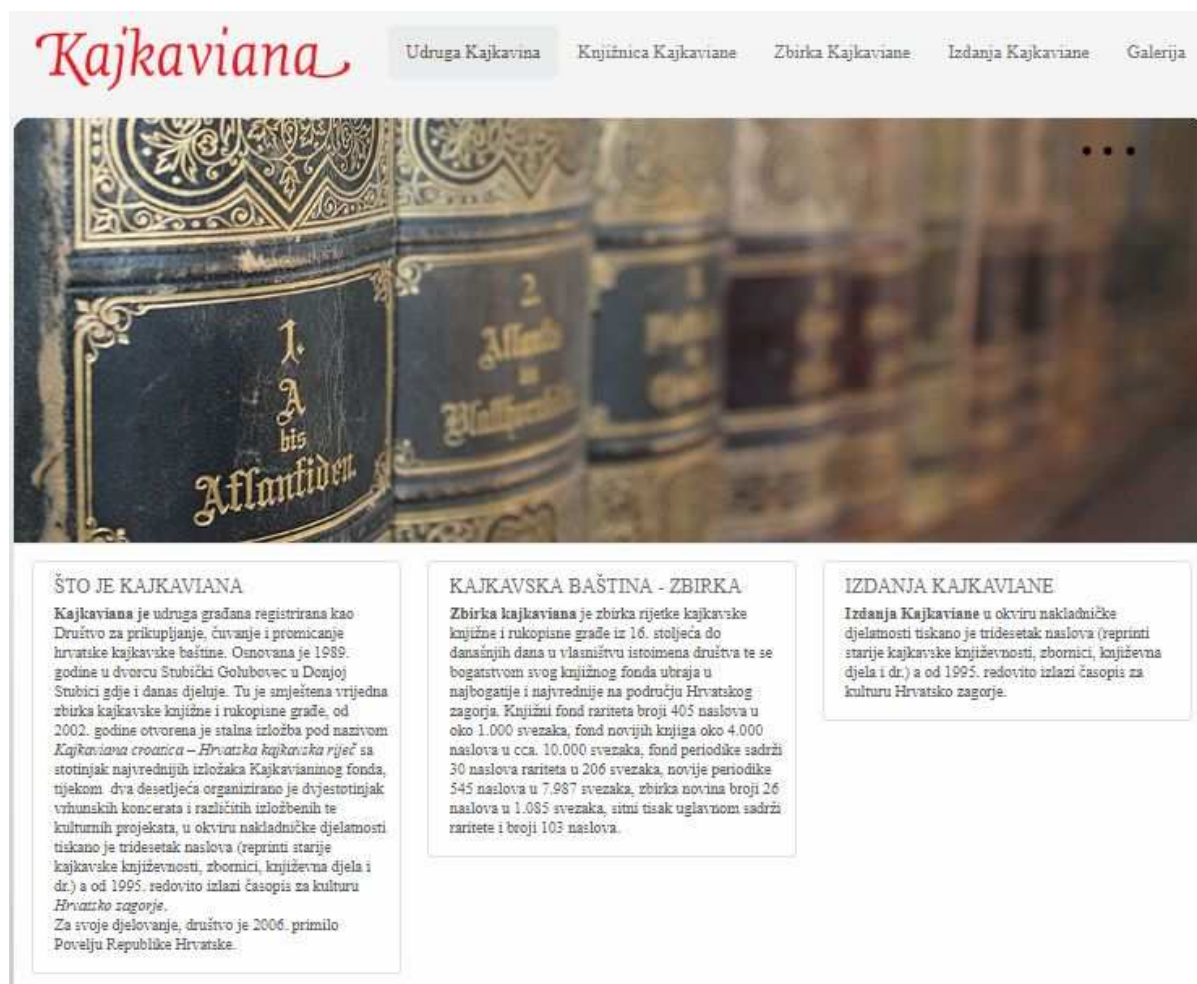 Kajkaviana
Udruga Kajkavina
Knjižnica Kajkaviane
Zbirka Kajkaviane
Izdanja Kajkaviane
Galerija
1.
A
bis
Atlantiden.
2.
ŠTO JE KAJKAVIANA
Kajkaviana je udruga građana registrirana kao
Društvo za prikupljanje, čuvanje i promicanje
hrvatske kajkavske baštine. Osnovana je 1989.
godine u dvorcu Stubički Golubovec u Donjoj
Stubici gdje i danas djeluje. Tu je smještena vrijedna
zbirka kajkavske knjižne i rukopisne građe, od
2002. godine otvorena je stalna izložba pod nazivom
Kajkaviana croatica – Hrvatska kajkavska riječ sa
stotinjak najvrednijih izložaka Kajkavianinog fonda,
tijekom dva desetljeća organizirano je dvjestotinjak
vrhunskih koncerata i različitih izložbenih te
kulturnih projekata, u okviru nakladničke djelatnosti
tiskano je tridesetak naslova (reprinti starije
kajkavske književnosti, zbornici, književna djela i
dr.) a od 1995. redovito izlazi časopis za kulturu
Hrvatsko zagorje.
Za svoje djelovanje, društvo je 2006. primilo
Povelju Republike Hrvatske.
KAJKAVSKA BAŠTINA - ZBIRKA
Zbirka kajkaviana je zbirka rijetke kajkavske
knjižne i rukopisne građe iz 16. stoljeća do
današnjih dana u vlasništvu istoimena društva te se
bogatstvom svog knjižnog fonda ubraja u
najbogatije i najvrednije na području Hrvatskog
zagorja. Knjižni fond rariteta broji 405 naslova u
oko 1.000 svezaka, fond novijih knjiga oko 4.000
naslova u cca. 10.000 svezaka, fond periodike sadrži
30 naslova rariteta u 206 svezaka, novije periodike
545 naslova u 7.987 svezaka, zbirka novina broji 26
naslova u 1.085 svezaka, sitni tisak uglavnom sadrži
raritete i broji 103 naslova.
IZDANJA KAJKAVIANE
Izdanja Kajkaviane u okviru nakladničke
djelatnosti tiskano je tridesetak naslova (reprinti
starije kajkavske književnosti, zbornici, književna
djela i dr.) a od 1995. redovito izlazi časopis za
kulturu Hrvatsko zagorje.